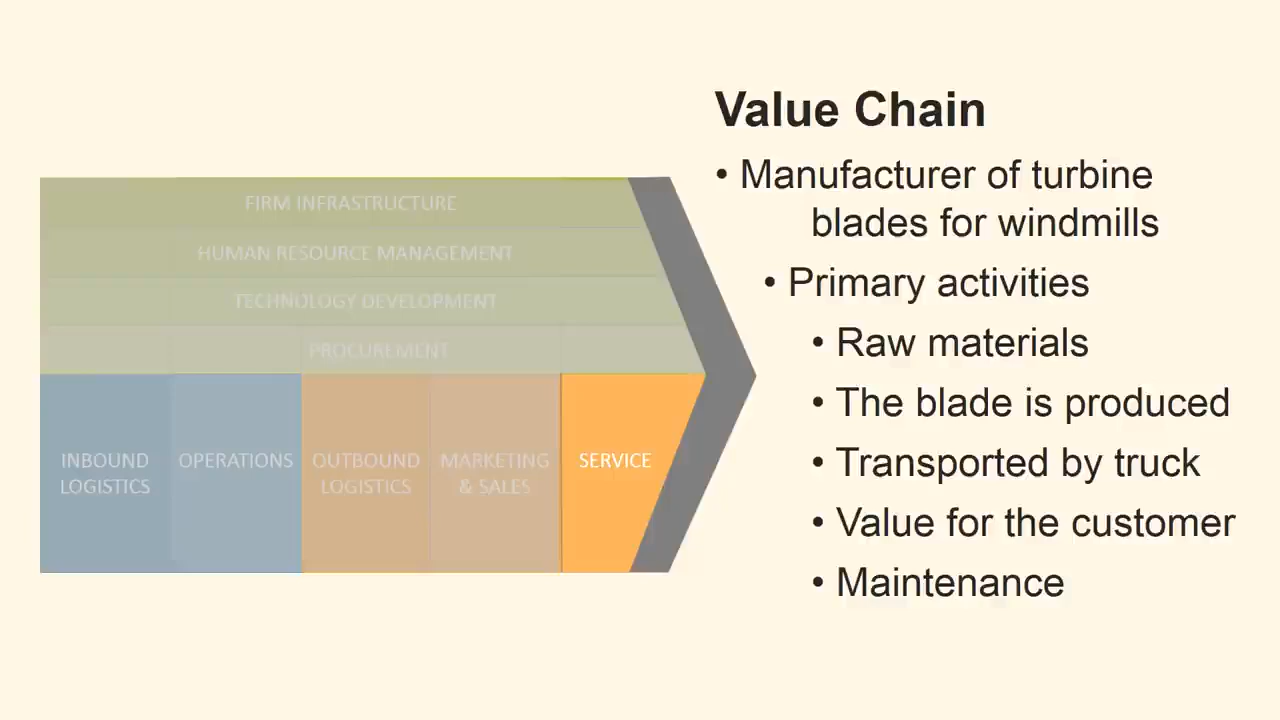 Value Chain
• Manufacturer of turbine
blades for windmills
• Primary activities
• Raw materials
• The blade is produced
• Transported by truck
• Value for the customer
• Maintenance
FIRM INFRASTRUCTURE
HUMAN RESOURCE MANAGEMENT
TECHNOLOGY DEVELOPMENT
PROCUREMENT
INBOUND
LOGISTICS
OPERATIONS
OUTBOUND
LOGISTICS
MARKETING
& SALES
SERVICE